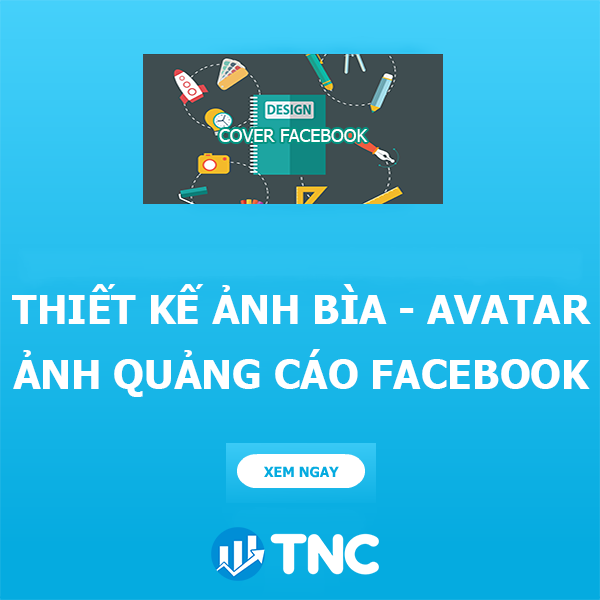 DESIGN
COVER FACEBOOK
THIẾT KẾ ẢNH BÌA - AVATAR
ẢNH QUẢNG CÁO FACEBOOK
XEM NGAY
TNC